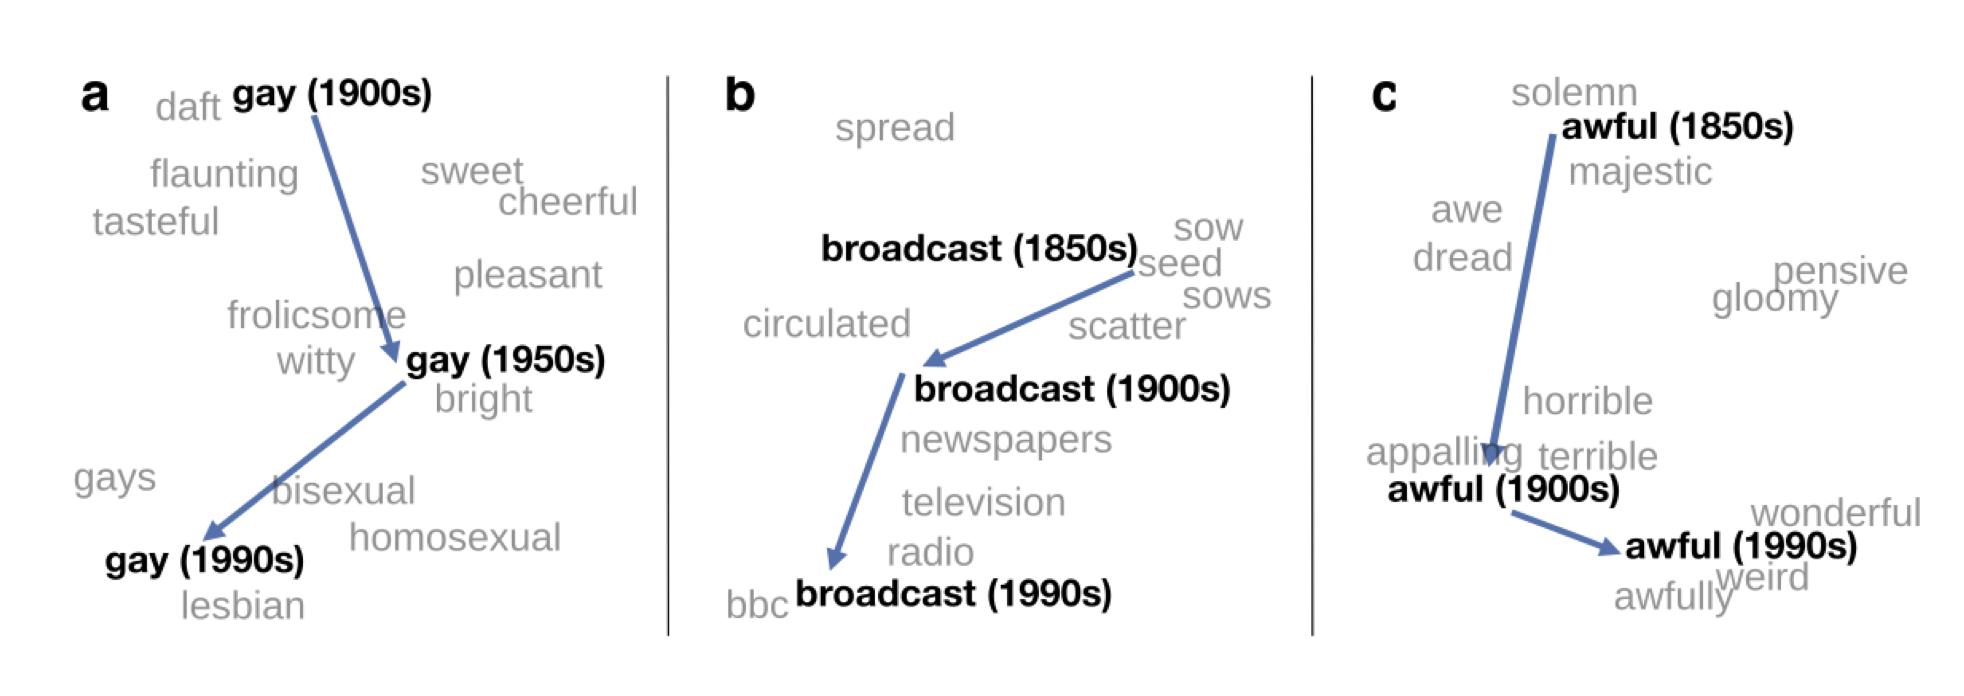 a
daft gay (1900s)
flaunting
sweet
tasteful
cheerful
pleasant
frolicsome
witty
gay (1950s)
bright
gays
bisexual
homosexual
gay (1990s)
lesbian
b
spread
sow
broadcast (1850s)
seed
sows
circulated
scatter
broadcast (1900s)
newspapers
television
radio
bbc broadcast (1990s)
c
solemn
awful (1850s)
majestic
awe
dread
pensive
gloomy
horrible
appalling terrible
awful (1900s)
wonderful
awful (1990s)
weird
awfully